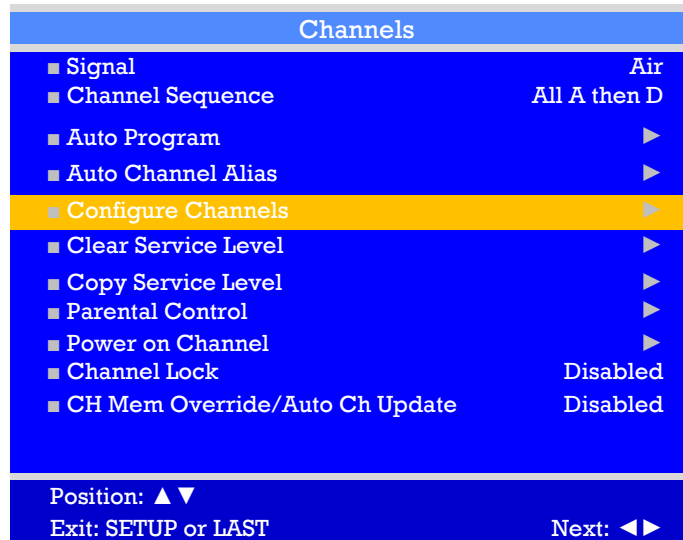 Channels
■ Signal Air
■ Channel Sequence All A then D
■ Auto Program ►
■ Auto Channel Alias ►
■ Configure Channels ►
■ Clear Service Level ►
■ Copy Service Level ►
■ Parental Control ►
■ Power on Channel ►
■ Channel Lock Disabled
■ CH Mem Override/Auto Ch Update Disabled
Position: ▲▼
Exit: SETUP or LAST Next: ◄►